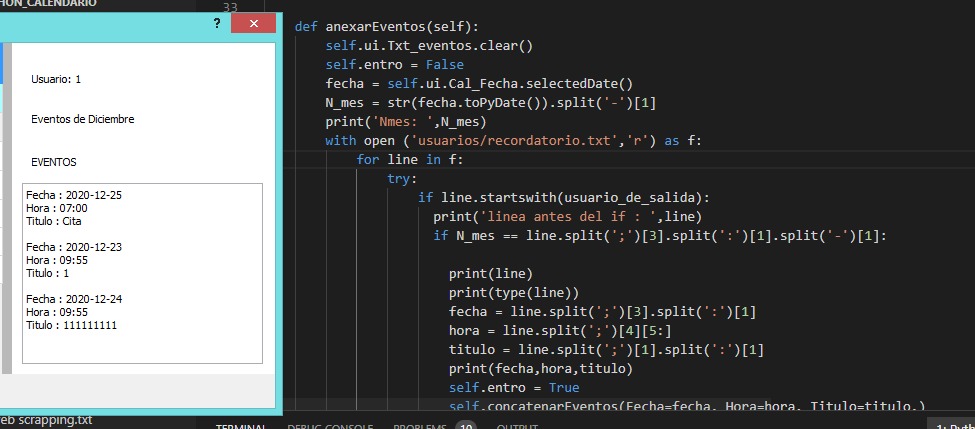 HON_CALENDARIO
?
×
Usuario: 1
Eventos de Diciembre
EVENTOS
Fecha : 2020-12-25
Hora : 07:00
Titulo : Cita
Fecha : 2020-12-23
Hora : 09:55
Titulo : 1
Fecha : 2020-12-24
Hora : 09:55
Titulo : 111111111
eb scrapping.txt
33
def anexarEventos(self):
self.ui.Txt_eventos.clear()
self.entro = False
fecha = self.ui.Cal_Fecha.selectedDate()
N_mes = str(fecha.toPyDate()).split('-')[1]
print('Nmes: ',N_mes)
with open ('usuarios/recordatorio.txt','r') as f:
for line in f:
try:
if line.startswith(usuario_de_salida):
print('linea antes del if : ',line)
if N_mes == line.split(';')[3].split(':')[1].split('-')[1]:
print(line)
print(type(line))
fecha = line.split(';')[3].split(':')[1]
hora = line.split(';')[4][5:]
titulo = line.split(';')[1].split(':')[1]
print(fecha,hora,titulo)
self.entro = True
self.concatenarEventos(Fecha=fecha, Hora=hora, Titulo=titulo,)
TERMINAL DEBUG CONSOLE PROBLEMS 10 OUTPUT 1: Pyth